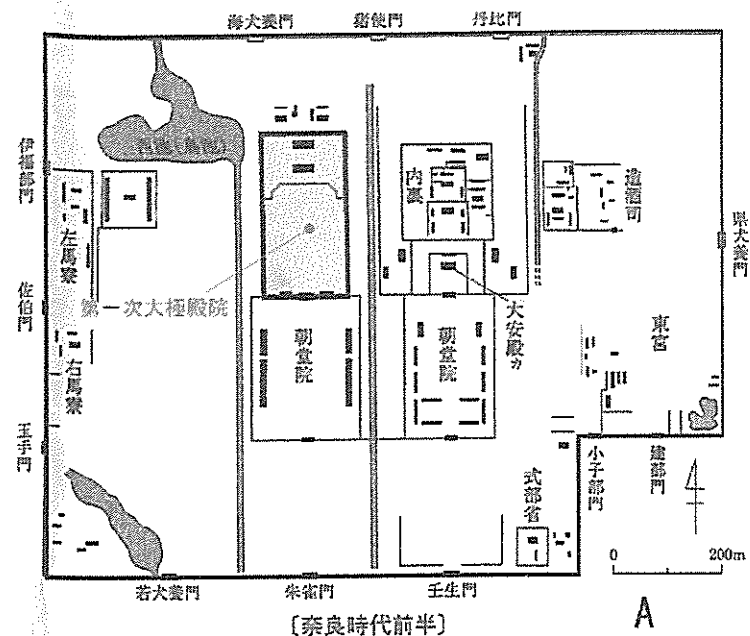 海犬養門
猪使門
丹比門
伊福部門
左馬寮
佐伯門
右馬寮
玉手門
第一次大極殿院
朝堂院
内裏
大安殿カ
朝堂院
造酒司
県犬養門
東宮
式部省
小子部門
建部門
0
200m
若犬養門
朱雀門
壬生門
〔奈良時代前半〕
A